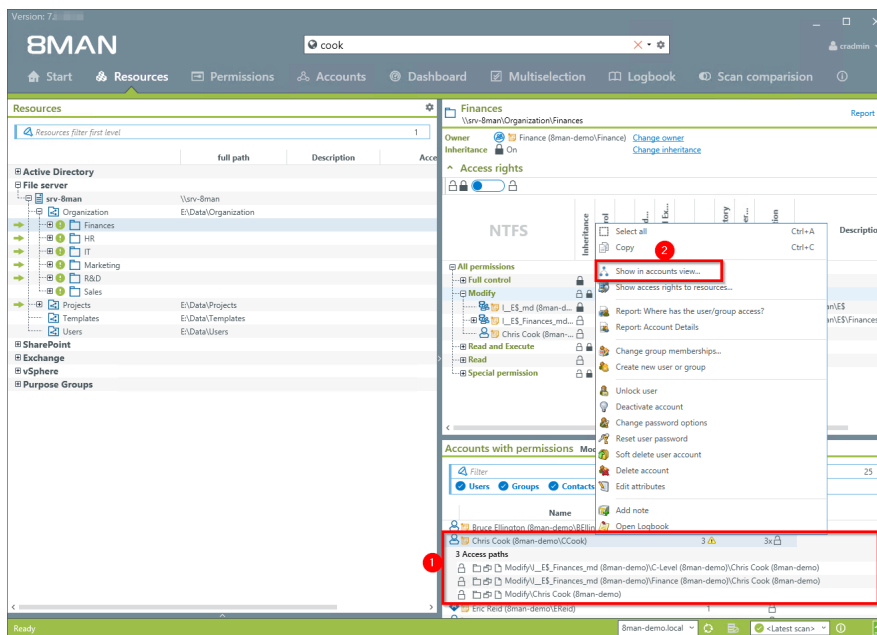 Version: 7.
8MAN
cook
cradmin
Start Resources Permissions Accounts Dashboard Multiselection Logbook Scan comparision
Resources
Resources filter first level 1
full path Description Acce
Active Directory
File server
srv-8man \\srv-8man
Organization E:\Data\Organization
Finances
HR
IT
Marketing
R&D
Sales
Projects E:\Data\Projects
Templates E:\Data\Templates
Users E:\Data\Users
SharePoint
Exchange
vSphere
Purpose Groups
Finances
\\srv-8man\Organization\Finances
Report
Owner Finance (8man-demo\Finance) Change owner
Inheritance On Change inheritance
Access rights
NTFS
Inheritance
Descriptio
All permissions
Full control
Modify
I__E$_md (8man-d...
I__E$_Finances_md...
Chris Cook (8man-...
Read and Execute
Read
Special permission
Select all Ctrl+A
Copy Ctrl+C
2
Show in accounts view...
Show access rights to resources...
Report: Where has the user/group access?
Report: Account Details
Change group memberships...
Create new user or group
Unlock user
Deactivate account
Change password options
Reset user password
Soft delete user account
Delete account
Edit attributes
Add note
Open Logbook
Accounts with permissions
Filter 25
Users Groups Contacts
Name
Bruce Ellington (8man-demo\BEllin
Chris Cook (8man-demo\CCook) 3 3x
1
3 Access paths
Modify\I__E$_Finances_md (8man-demo)\C-Level (8man-demo)\Chris Cook (8man-demo)
Modify\I__E$_Finances_md (8man-demo)\Finance (8man-demo)\Chris Cook (8man-demo)
Modify\Chris Cook (8man-demo)
Eric Reid (8man-demo\EReid) 1
Ready
8man-demo.local <Latest scan>